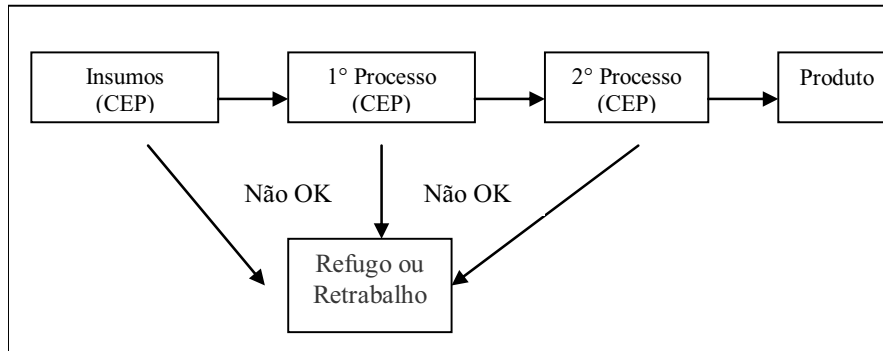 Insumos
(CEP)
1° Processo
(CEP)
2° Processo
(CEP)
Produto
Não OK
Não OK
Refugo ou
Retrabalho